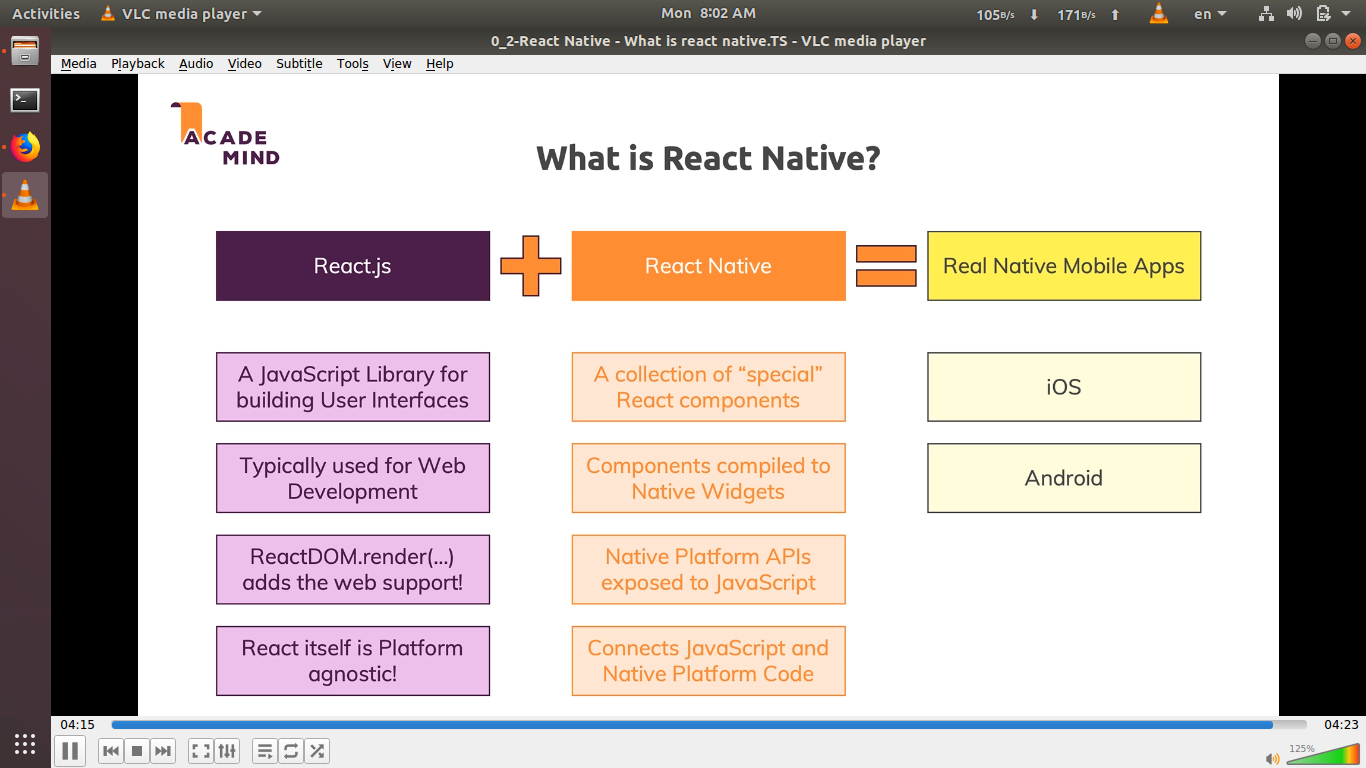 Activities VLC media player Mon 8:02 AM 105B/s 171B/s en
0_2-React Native - What is react native.TS - VLC media player
Media Playback Audio Video Subtitle Tools View Help
ACADE
MIND
What is React Native?
React.js
React Native
Real Native Mobile Apps
A JavaScript Library for
building User Interfaces
Typically used for Web
Development
ReactDOM.render(...)
adds the web support!
React itself is Platform
agnostic!
A collection of “special”
React components
Components compiled to
Native Widgets
Native Platform APIs
exposed to JavaScript
Connects JavaScript and
Native Platform Code
iOS
Android
04:15 04:23
125%